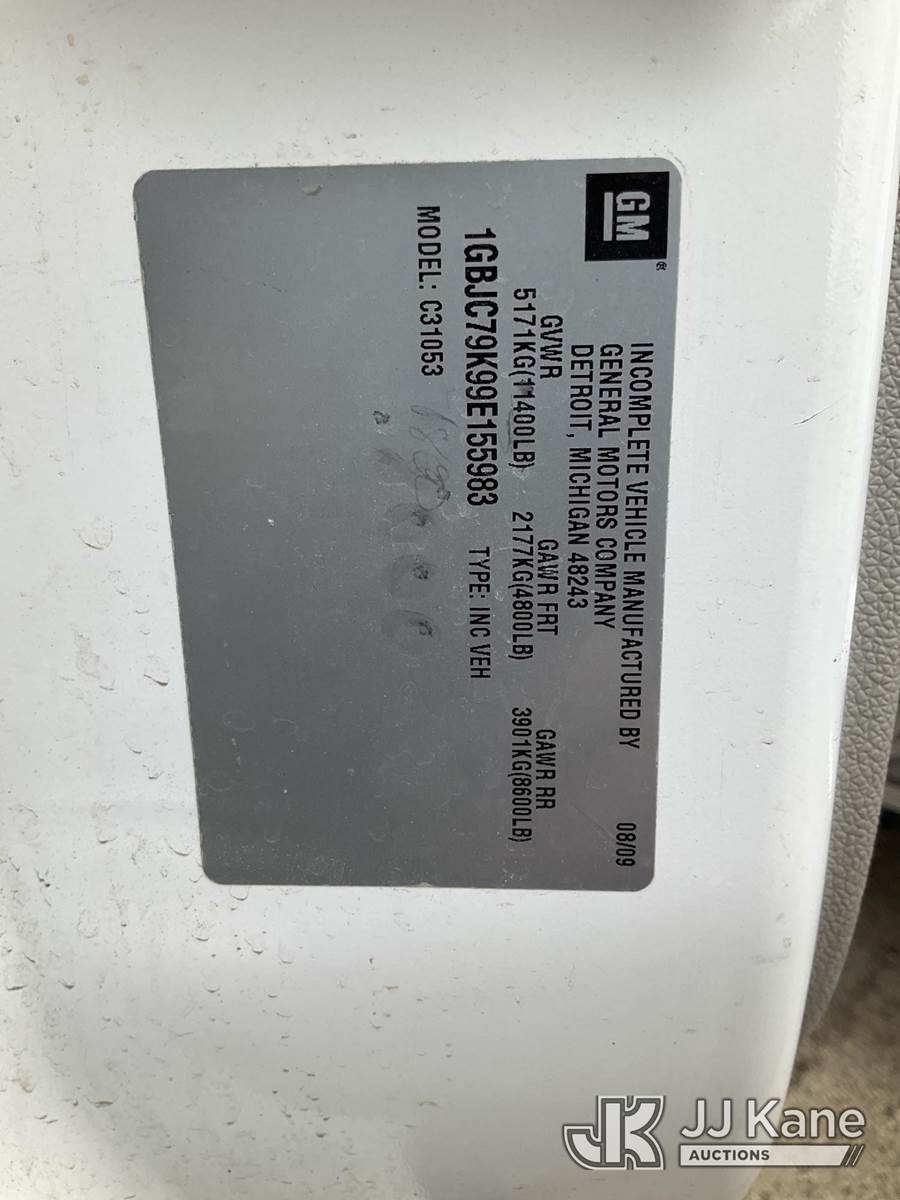 GM
INCOMPLETE VEHICLE MANUFACTURED BY 08/09
GENERAL MOTORS COMPANY
DETROIT, MICHIGAN 48243
GVWR GAWR FRT GAWR RR
5171KG(11400LB) 2177KG(4800LB) 3901KG(8600LB)
1GBJC79K99E155983 TYPE: INC VEH
MODEL: C31053
JK JJ Kane
AUCTIONS